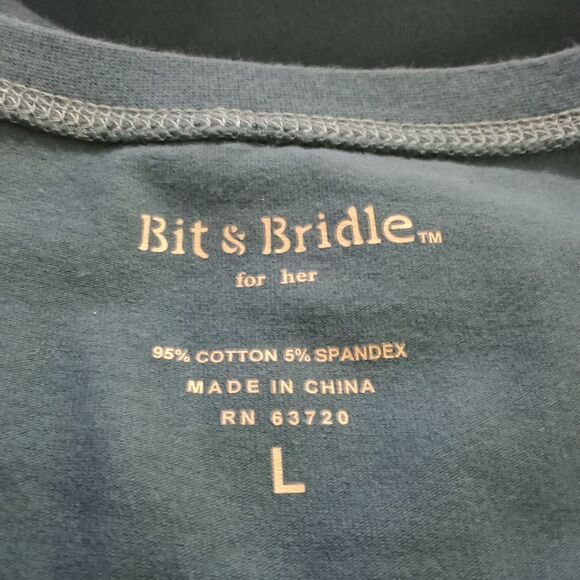 Bit & Bridle™
for her
95% COTTON 5% SPANDEX
MADE IN CHINA
RN 63720
L